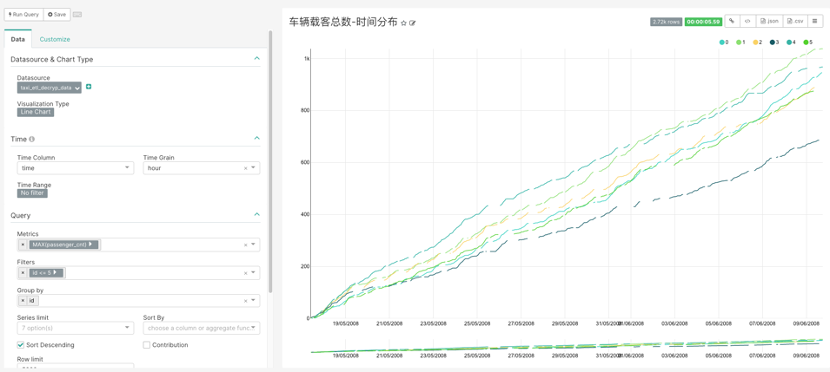 Run Query
Save
Data
Customize
Datasource & Chart Type
Datasource
taxi_etl_decryp_data
Visualization Type
Line Chart
Time
Time Column
Time Grain
time
hour
Time Range
No filter
Query
Metrics
MAX(passenger_cnt)
Filters
id <= 5
Group by
id
Series limit
Sort By
7 option(s)
choose a column or aggregate func...
Sort Descending
Contribution
Row limit
车辆载客总数-时间分布
2.72k rows
00:00:05.59
.json
.csv
0 1 2 3 4 5
1k
800
600
400
200
0
19/05/2008 21/05/2008 23/05/2008 25/05/2008 27/05/2008 29/05/2008 31/05/2008 01/06/2008 03/06/2008 05/06/2008 07/06/2008 09/06/2008
19/05/2008 21/05/2008 23/05/2008 25/05/2008 27/05/2008 29/05/2008 31/05/2008 01/06/2008 03/06/2008 05/06/2008 07/06/2008 09/06/2008